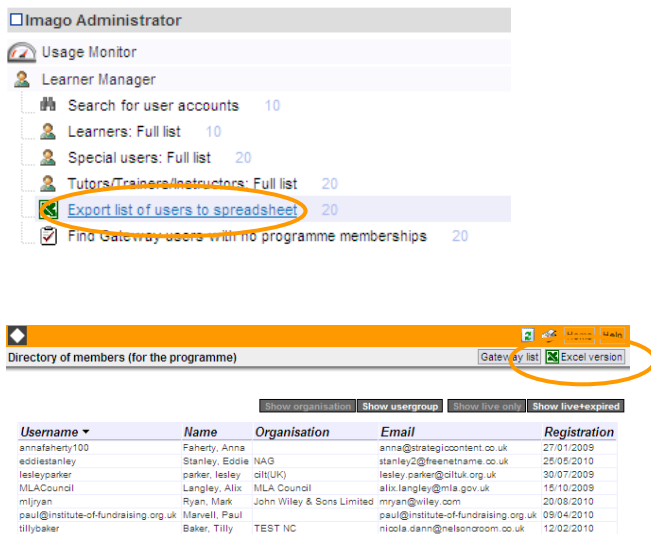 Imago Administrator
Usage Monitor
Learner Manager
Search for user accounts 10
Learners: Full list 10
Special users: Full list 20
Tutors/Trainers/Instructors: Full list 20
Export list of users to spreadsheet 20
Find Gateway users with no programme memberships 20
Home Help
Directory of members (for the programme) Gateway list Excel version
Show organisation Show usergroup Show live only Show live+expired
Username Name Organisation Email Registration
annafaherty100 Faherty, Anna anna@strategiccontent.co.uk 27/01/2009
eddiestanley Stanley, Eddie NAG stanley2@freenetname.co.uk 25/05/2010
lesleyparker parker, lesley cilt(UK) lesley.parker@ciltuk.org.uk 30/07/2009
MLACouncil Langley, Alix MLA Council alix.langley@mla.gov.uk 15/10/2009
mljryan Ryan, Mark John Wiley & Sons Limited mryan@wiley.com 20/08/2010
paul@institute-of-fundraising.org.uk Marvell, Paul paul@institute-of-fundraising.org.uk 09/04/2010
tillybaker Baker, Tilly TEST NC nicola.dann@nelsoncroom.co.uk 12/02/2010